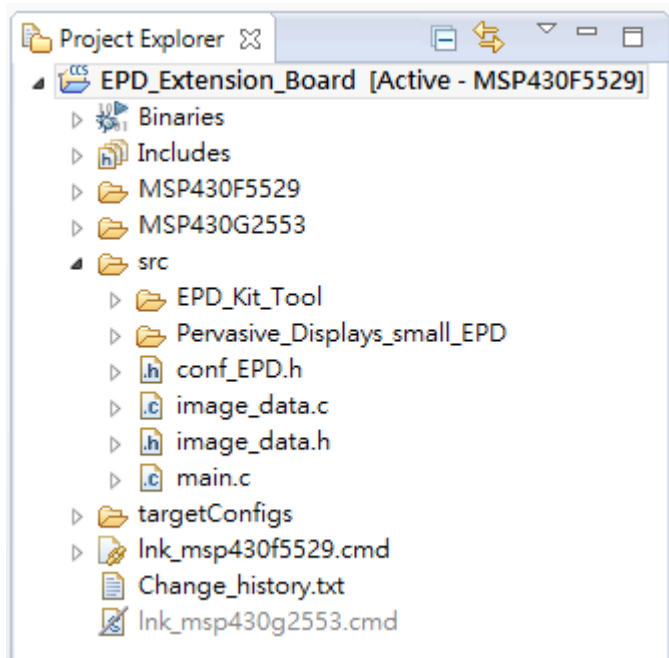 Project Explorer
EPD_Extension_Board [Active - MSP430F5529]
Binaries
Includes
MSP430F5529
MSP430G2553
src
EPD_Kit_Tool
Pervasive_Displays_small_EPD
conf_EPD.h
image_data.c
image_data.h
main.c
targetConfigs
lnk_msp430f5529.cmd
Change_history.txt
lnk_msp430g2553.cmd